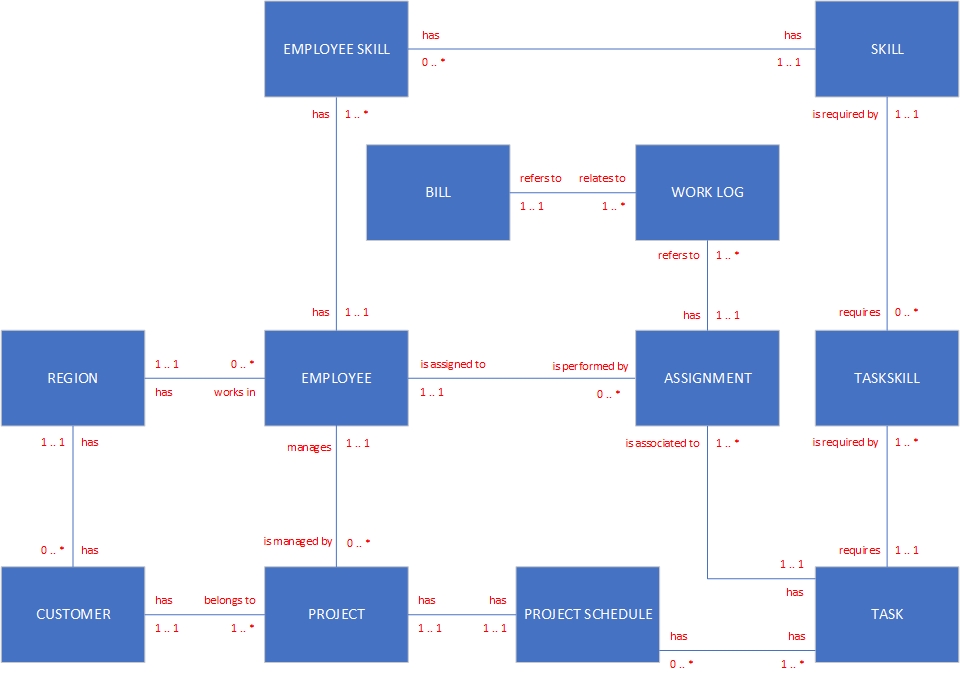 has
has
EMPLOYEE SKILL
SKILL
0 .. *
1 .. 1
has
1 .. *
is required by
1 .. 1
refers to
relates to
BILL
WORK LOG
1 .. 1
1 .. *
refers to
1 .. *
has
1 .. 1
has
1 .. 1
requires
0 .. *
1 .. 1
0 .. *
is assigned to
is performed by
REGION
EMPLOYEE
ASSIGNMENT
TASKSKILL
has
works in
1 .. 1
0 .. *
1 .. 1
has
manages
1 .. 1
is associated to
1 .. *
is required by
1 .. *
0 .. *
has
is managed by
0 .. *
requires
1 .. 1
1 .. 1
has
has
belongs to
has
has
CUSTOMER
PROJECT
PROJECT SCHEDULE
TASK
1 .. 1
1 .. *
1 .. 1
1 .. 1
has
has
0 .. *
1 .. *